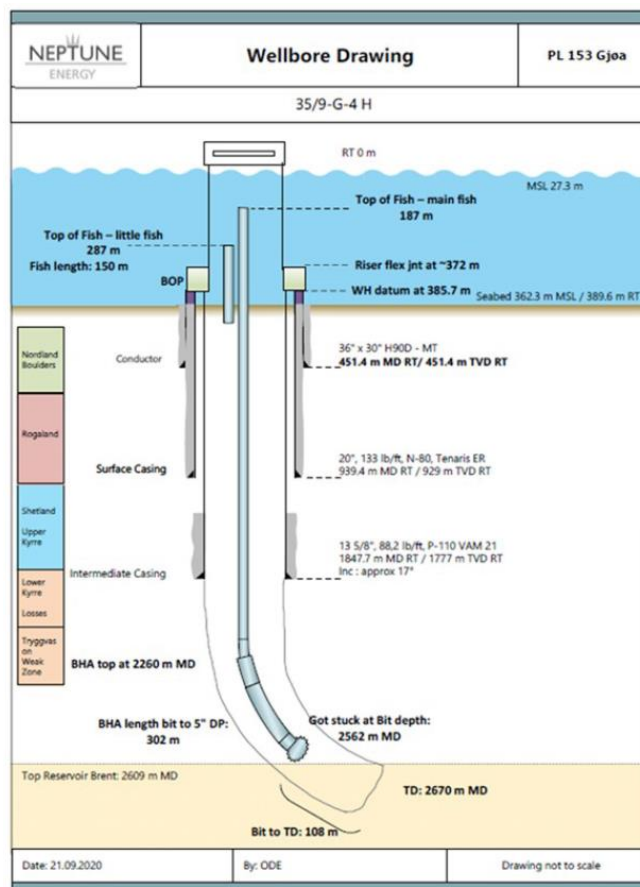 NEPTUNE
ENERGY
Wellbore Drawing
PL 153 Gjøa
35/9-G-4 H
RT 0 m
MSL 27.3 m
Top of Fish – main fish
187 m
Top of Fish – little fish
287 m
Fish length: 150 m
Riser flex jnt at ~372 m
BOP
WH datum at 385.7 m
Seabed 362.3 m MSL / 389.6 m RT
Nordland
Boulders
Conductor
36" x 30" H90D - MT
451.4 m MD RT/ 451.4 m TVD RT
Rogaland
Surface Casing
20", 133 lb/ft, N-80, Tenaris ER
939.4 m MD RT / 929 m TVD RT
Shetland
Upper
Kyrre
13 5/8", 88,2 lb/ft, P-110 VAM 21
1847.7 m MD RT / 1777 m TVD RT
Inc : approx 17°
Intermediate Casing
Lower
Kyrre
Losses
Tryggvas
on
Weak
Zone
BHA top at 2260 m MD
BHA length bit to 5" DP:
302 m
Got stuck at Bit depth:
2562 m MD
Top Reservoir Brent: 2609 m MD
TD: 2670 m MD
Bit to TD: 108 m
Date: 21.09.2020
By: ODE
Drawing not to scale